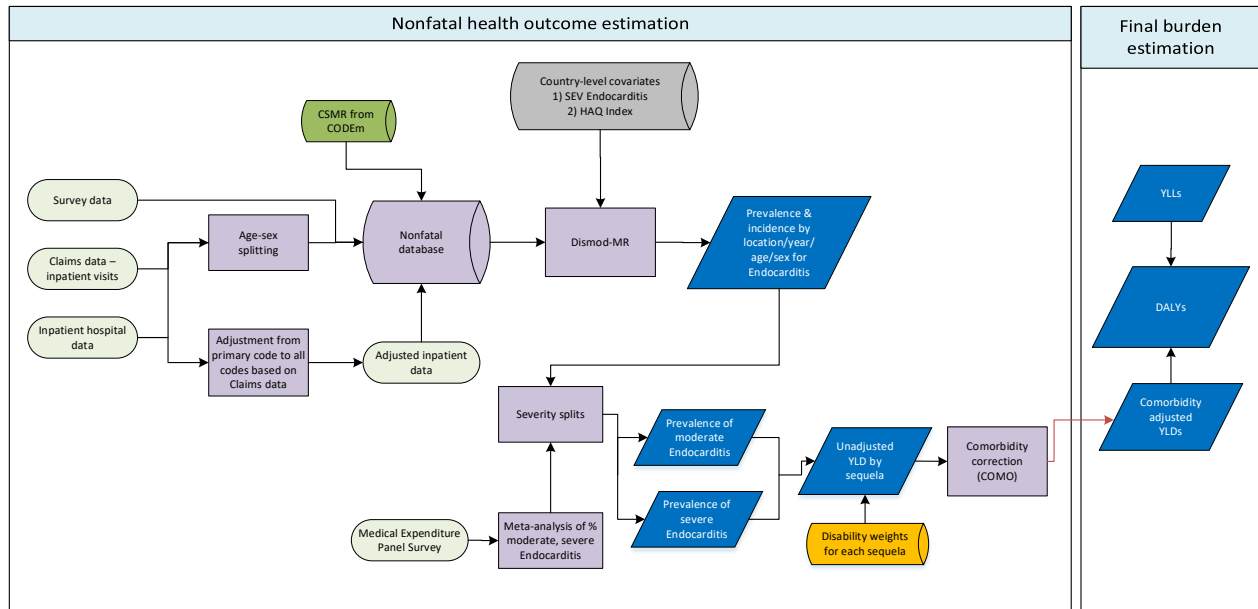 Nonfatal health outcome estimation
Final burden
estimation
Country-level covariates
1) SEV Endocarditis
2) HAQ Index
CSMR from
CODEm
Survey data
Age-sex
splitting
Nonfatal
database
Dismod-MR
Prevalence &
incidence by
location/year/
age/sex for
Endocarditis
YLLs
Claims data –
inpatient visits
DALYs
Inpatient hospital
data
Adjustment from
primary code to all
codes based on
Claims data
Adjusted inpatient
data
Severity splits
Prevalence of
moderate
Endocarditis
Unadjusted
YLD by
sequela
Comorbidity
correction
(COMO)
Comorbidity
adjusted
YLDs
Prevalence of
severe
Endocarditis
Medical Expenditure
Panel Survey
Meta-analysis of %
moderate, severe
Endocarditis
Disability weights
for each sequela